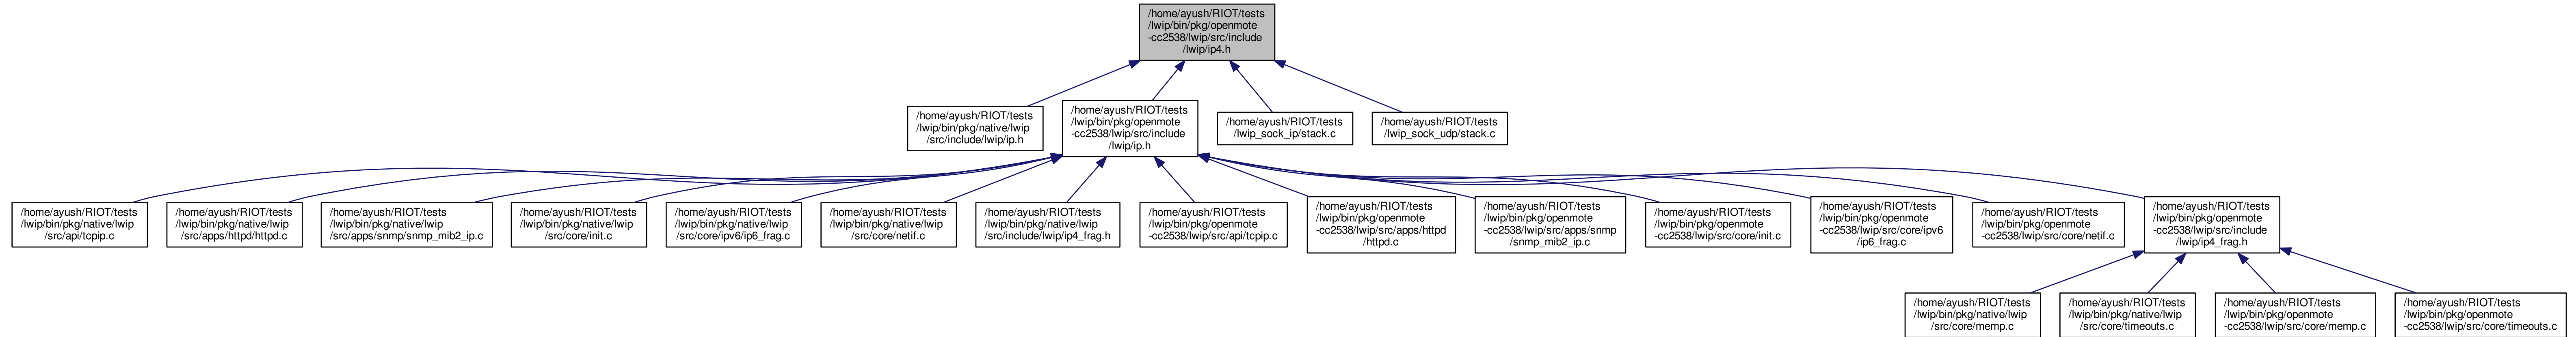 /home/ayush/RIOT/tests
/lwip/bin/pkg/openmote
-cc2538/lwip/src/include
/lwip/ip4.h
/home/ayush/RIOT/tests
/lwip/bin/pkg/native/lwip
/src/include/lwip/ip.h
/home/ayush/RIOT/tests
/lwip/bin/pkg/openmote
-cc2538/lwip/src/include
/lwip/ip.h
/home/ayush/RIOT/tests
/lwip_sock_ip/stack.c
/home/ayush/RIOT/tests
/lwip_sock_udp/stack.c
/home/ayush/RIOT/tests
/lwip/bin/pkg/native/lwip
/src/api/tcpip.c
/home/ayush/RIOT/tests
/lwip/bin/pkg/native/lwip
/src/apps/httpd/httpd.c
/home/ayush/RIOT/tests
/lwip/bin/pkg/native/lwip
/src/apps/snmp/snmp_mib2_ip.c
/home/ayush/RIOT/tests
/lwip/bin/pkg/native/lwip
/src/core/init.c
/home/ayush/RIOT/tests
/lwip/bin/pkg/native/lwip
/src/core/ipv6/ip6_frag.c
/home/ayush/RIOT/tests
/lwip/bin/pkg/native/lwip
/src/core/netif.c
/home/ayush/RIOT/tests
/lwip/bin/pkg/native/lwip
/src/include/lwip/ip4_frag.h
/home/ayush/RIOT/tests
/lwip/bin/pkg/openmote
-cc2538/lwip/src/api/tcpip.c
/home/ayush/RIOT/tests
/lwip/bin/pkg/openmote
-cc2538/lwip/src/apps/httpd
/httpd.c
/home/ayush/RIOT/tests
/lwip/bin/pkg/openmote
-cc2538/lwip/src/apps/snmp
/snmp_mib2_ip.c
/home/ayush/RIOT/tests
/lwip/bin/pkg/openmote
-cc2538/lwip/src/core/init.c
/home/ayush/RIOT/tests
/lwip/bin/pkg/openmote
-cc2538/lwip/src/core/ipv6
/ip6_frag.c
/home/ayush/RIOT/tests
/lwip/bin/pkg/openmote
-cc2538/lwip/src/core/netif.c
/home/ayush/RIOT/tests
/lwip/bin/pkg/openmote
-cc2538/lwip/src/include
/lwip/ip4_frag.h
/home/ayush/RIOT/tests
/lwip/bin/pkg/native/lwip
/src/core/memp.c
/home/ayush/RIOT/tests
/lwip/bin/pkg/native/lwip
/src/core/timeouts.c
/home/ayush/RIOT/tests
/lwip/bin/pkg/openmote
-cc2538/lwip/src/core/memp.c
/home/ayush/RIOT/tests
/lwip/bin/pkg/openmote
-cc2538/lwip/src/core/timeouts.c